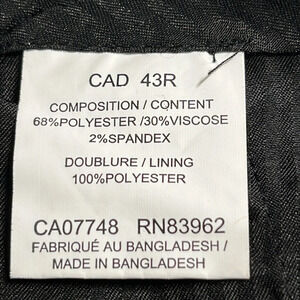 CAD 43R
COMPOSITION / CONTENT
68%POLYESTER /30%VISCOSE
2%SPANDEX
DOUBLURE / LINING
100%POLYESTER
CA07748 RN83962
FABRIQUÉ AU BANGLADESH /
MADE IN BANGLADESH